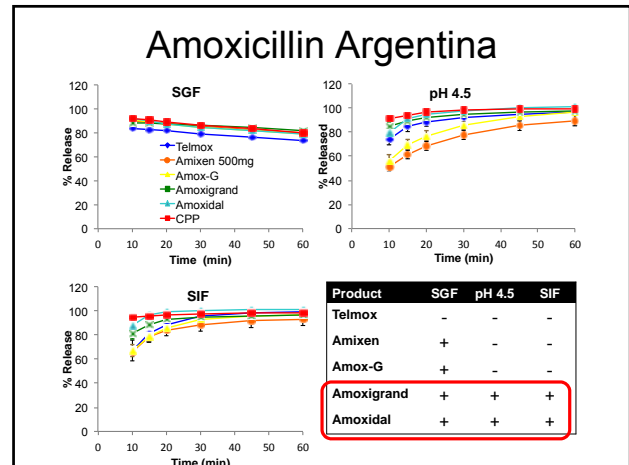 Amoxicillin Argentina
SGF
120
100
80
60
40
20
0
% Release
Telmox
Amixen 500mg
Amox-G
Amoxigrand
Amoxidal
CPP
0 10 20 30 40 50 60
Time (min)
pH 4.5
120
100
80
60
40
20
0
% Released
0 10 20 30 40 50 60
Time (min)
SIF
120
100
80
60
40
20
0
% Release
0 10 20 30 40 50 60
Time (min)
Product SGF pH 4.5 SIF
Telmox - - -
Amixen + - -
Amox-G + - -
Amoxigrand + + +
Amoxidal + + +